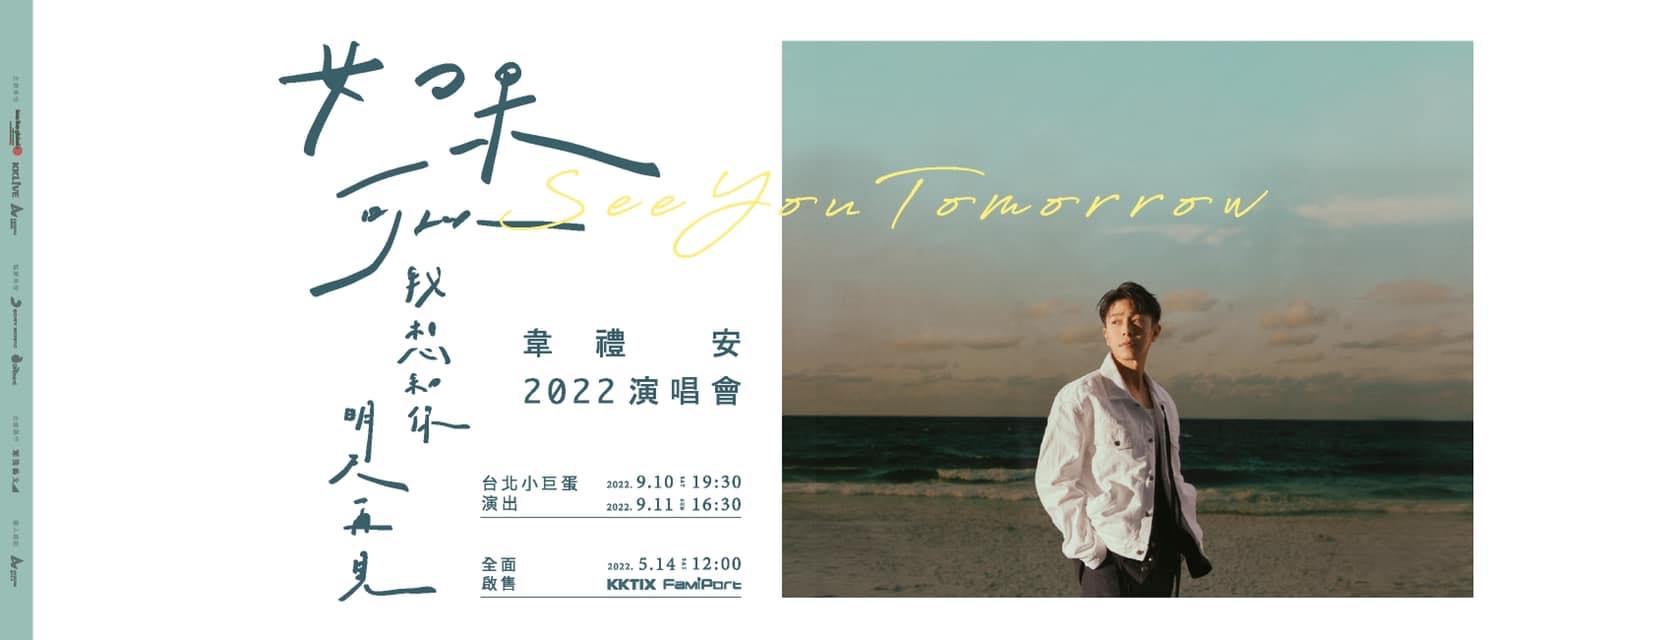 如果
可以
我想和你
明天再見
See You Tomorrow
韋禮安
2022演唱會
台北小巨蛋
演出
2022. 9.10 19:30
2022. 9.11 16:30
全面
啟售
2022. 5.14 12:00
KKTIX FamiPort
KKLIVE